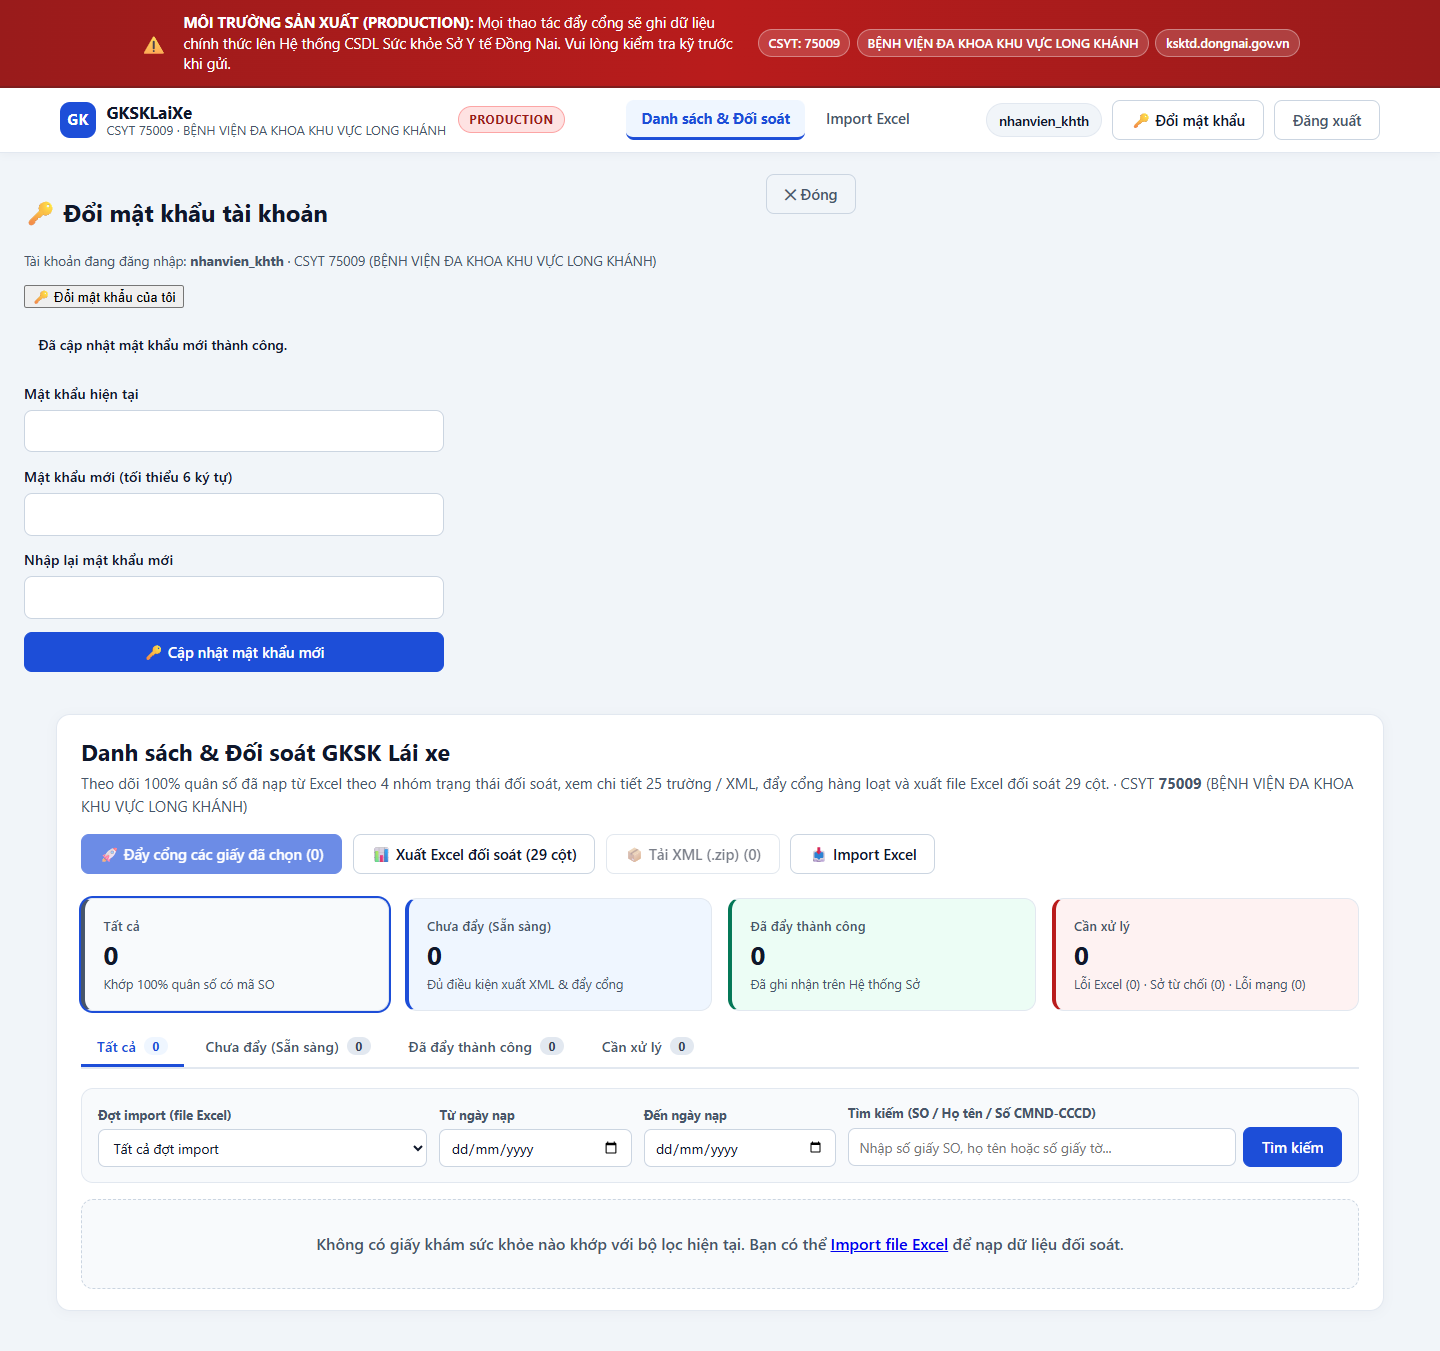 MÔI TRƯỜNG SẢN XUẤT (PRODUCTION): Mọi thao tác đẩy cổng sẽ ghi dữ liệu
chính thức lên Hệ thống CSDL Sức khỏe Sở Y tế Đồng Nai. Vui lòng kiểm tra kỹ trước
khi gửi.
CSYT: 75009
BỆNH VIỆN ĐA KHOA KHU VỰC LONG KHÁNH
ksktd.dongnai.gov.vn
GK
GKSKLaiXe
CSYT 75009 · BỆNH VIỆN ĐA KHOA KHU VỰC LONG KHÁNH
PRODUCTION
Danh sách & Đối soát
Import Excel
nhanvien_khth
Đổi mật khẩu
Đăng xuất
Đổi mật khẩu tài khoản
✕ Đóng
Tài khoản đang đăng nhập: nhanvien_khth · CSYT 75009 (BỆNH VIỆN ĐA KHOA KHU VỰC LONG KHÁNH)
Đổi mật khẩu của tôi
Đã cập nhật mật khẩu mới thành công.
Mật khẩu hiện tại
Mật khẩu mới (tối thiểu 6 ký tự)
Nhập lại mật khẩu mới
Cập nhật mật khẩu mới
Danh sách & Đối soát GKSK Lái xe
Theo dõi 100% quân số đã nạp từ Excel theo 4 nhóm trạng thái đối soát, xem chi tiết 25 trường / XML, đẩy cổng hàng loạt và xuất file Excel đối soát 29 cột. · CSYT 75009 (BỆNH VIỆN ĐA KHOA
KHU VỰC LONG KHÁNH)
Đẩy cổng các giấy đã chọn (0)
Xuất Excel đối soát (29 cột)
Tải XML (.zip) (0)
Import Excel
Tất cả
0
Khớp 100% quân số có mã SO
Chưa đẩy (Sẵn sàng)
0
Đủ điều kiện xuất XML & đẩy cổng
Đã đẩy thành công
0
Đã ghi nhận trên Hệ thống Sở
Cần xử lý
0
Lỗi Excel (0) · Sở từ chối (0) · Lỗi mạng (0)
Tất cả 0
Chưa đẩy (Sẵn sàng) 0
Đã đẩy thành công 0
Cần xử lý 0
Đợt import (file Excel)
Tất cả đợt import
Từ ngày nạp
dd/mm/yyyy
Đến ngày nạp
dd/mm/yyyy
Tìm kiếm (SO / Họ tên / Số CMND-CCCD)
Nhập số giấy SO, họ tên hoặc số giấy tờ...
Tìm kiếm
Không có giấy khám sức khỏe nào khớp với bộ lọc hiện tại. Bạn có thể Import file Excel để nạp dữ liệu đối soát.